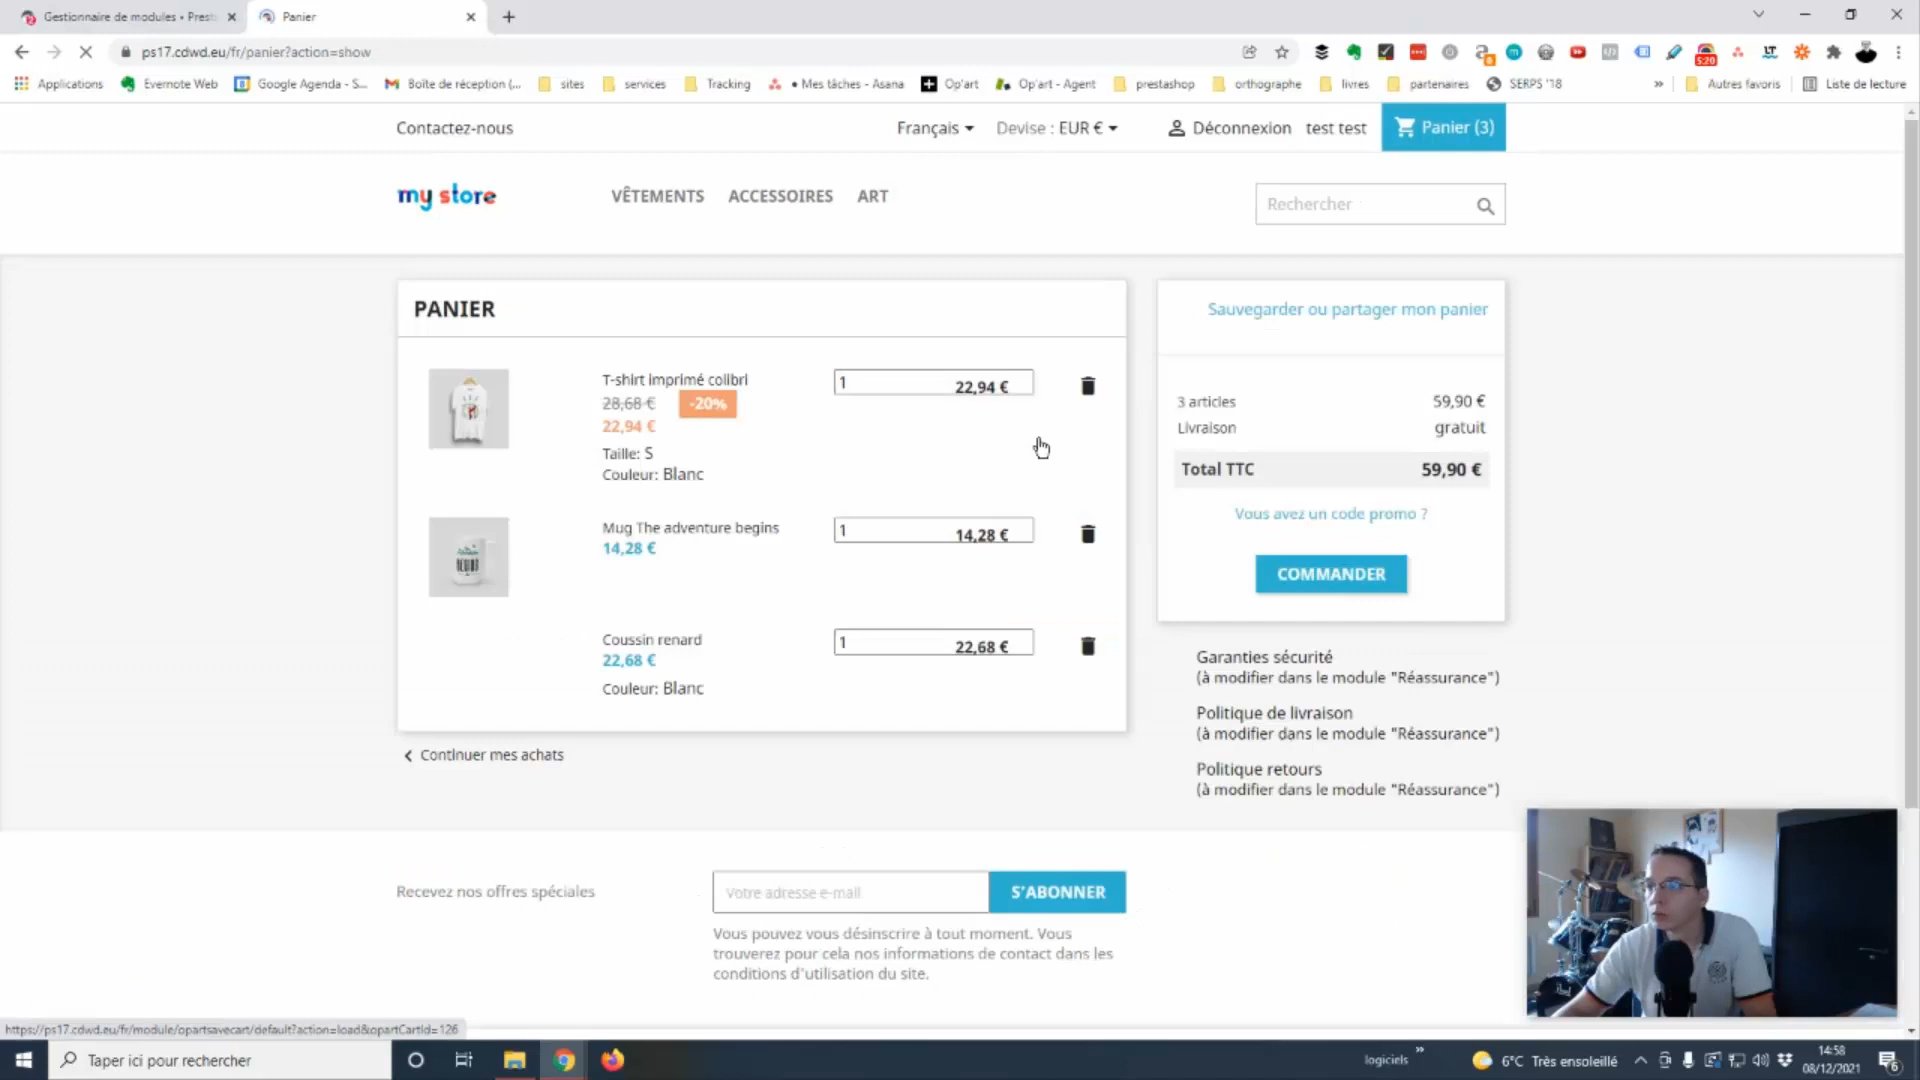 Gestionnaire de modules • Prest
Panier
ps17.cdwd.eu/fr/panier?action=show
5:20
Applications
Evernote Web
Google Agenda - S...
Boîte de réception (...
sites
services
Tracking
• Mes tâches - Asana
Op'art
Op'art - Agent
prestashop
orthographe
livres
partenaires
SERPS '18
»
Autres favoris
Liste de lecture
Contactez-nous
Français
Devise : EUR €
Déconnexion
test test
Panier (3)
my store
VÊTEMENTS
ACCESSOIRES
ART
Rechercher
PANIER
T-shirt imprimé colibri
28,68 €
-20%
22,94 €
Taille: S
Couleur: Blanc
1
22,94 €
Mug The adventure begins
14,28 €
1
14,28 €
Coussin renard
22,68 €
Couleur: Blanc
1
22,68 €
Continuer mes achats
Sauvegarder ou partager mon panier
3 articles
59,90 €
Livraison
gratuit
Total TTC
59,90 €
Vous avez un code promo ?
COMMANDER
Garanties sécurité
(à modifier dans le module "Réassurance")
Politique de livraison
(à modifier dans le module "Réassurance")
Politique retours
(à modifier dans le module "Réassurance")
Recevez nos offres spéciales
Votre adresse e-mail
S'ABONNER
Vous pouvez vous désinscrire à tout moment. Vous
trouverez pour cela nos informations de contact dans les
conditions d'utilisation du site.
https://ps17.cdwd.eu/fr/module/opartsavecart/default?action=load&opartCartId=126
Taper ici pour rechercher
logiciels
»
6°C Très ensoleillé
14:58
08/12/2021
6